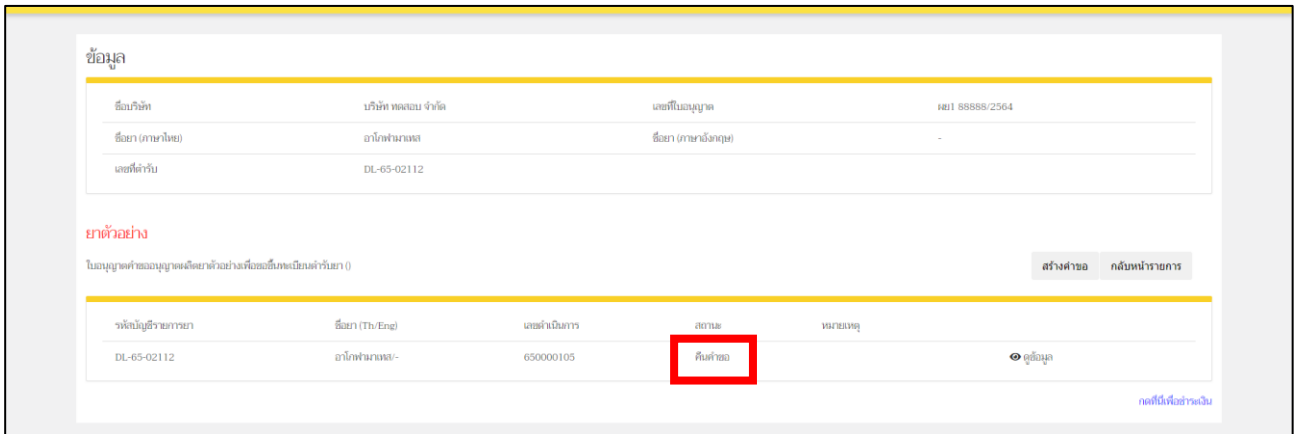 ข้อมูล
ชื่อบริษัท บริษัท ทดสอบ จำกัด เลขที่ใบอนุญาต ผย1 88888/2564
ชื่อยา (ภาษาไทย) อาโกฟามาเทส ชื่อยา (ภาษาอังกฤษ) -
เลขที่ตำรับ DL-65-02112
ยาตัวอย่าง
ใบอนุญาตคำขออนุญาตผลิตยาตัวอย่างเพื่อขอขึ้นทะเบียนตำรับยา () สร้างคำขอ กลับหน้ารายการ
รหัสบัญชีรายการยา ชื่อยา (Th/Eng) เลขดำเนินการ สถานะ หมายเหตุ
DL-65-02112 อาโกฟามาเทส/- 650000105 คืนคำขอ ดูข้อมูล
กดที่นี่เพื่อชำระเงิน